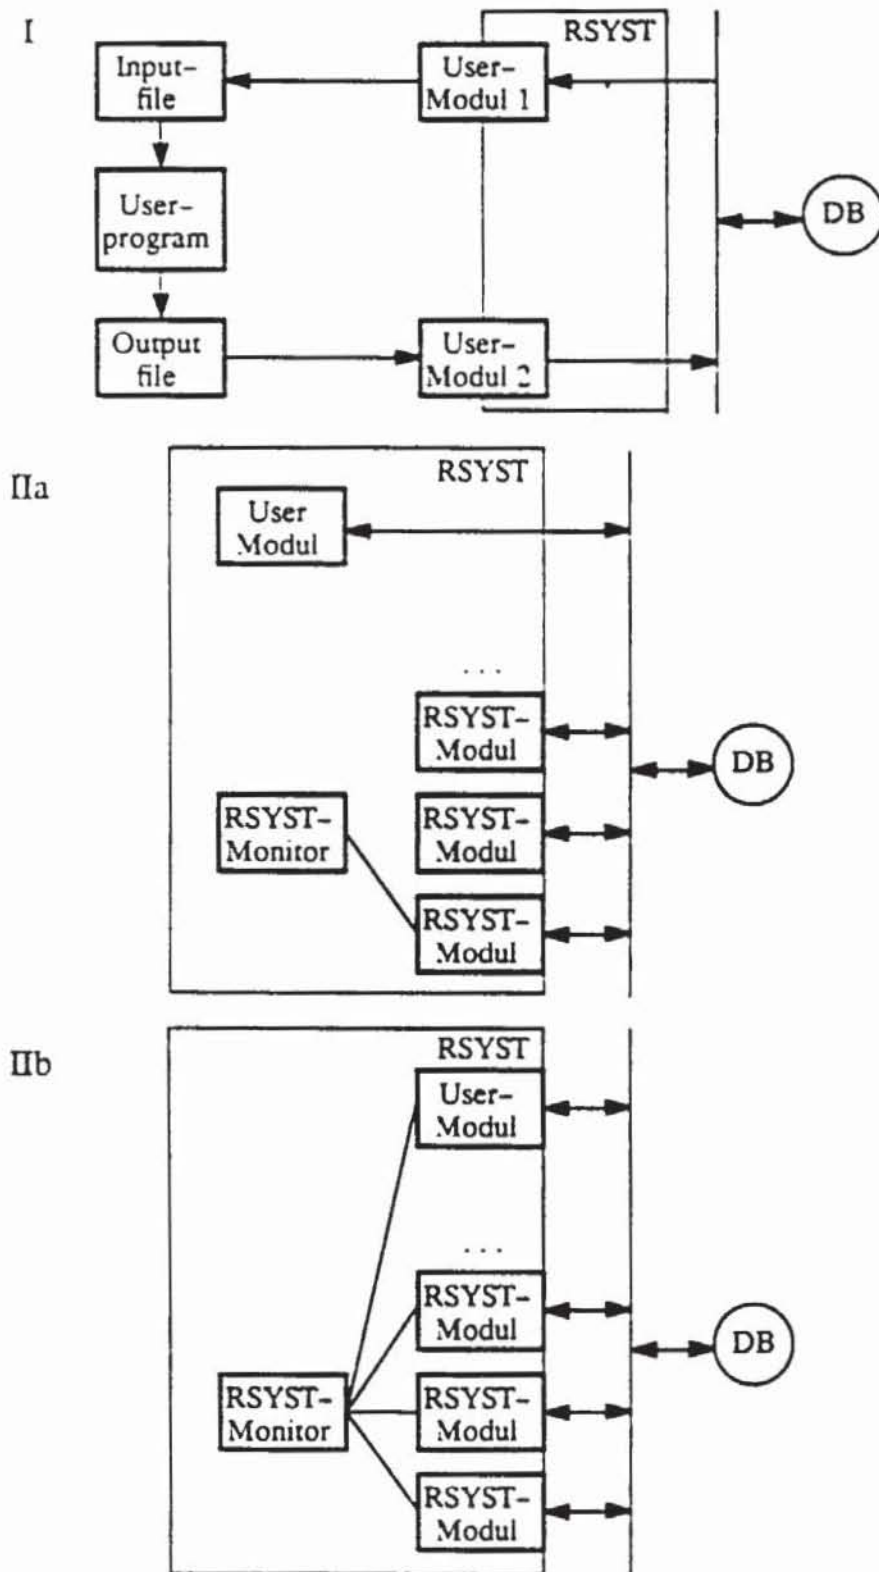 I
RSYST
Input-
file
User-
Modul 1
User-
program
DB
Output
file
User-
Modul 2
IIa
RSYST
User
Modul
...
RSYST-
Modul
DB
RSYST-
Monitor
RSYST-
Modul
RSYST-
Modul
IIb
RSYST
User-
Modul
...
RSYST-
Modul
DB
RSYST-
Monitor
RSYST-
Modul
RSYST-
Modul